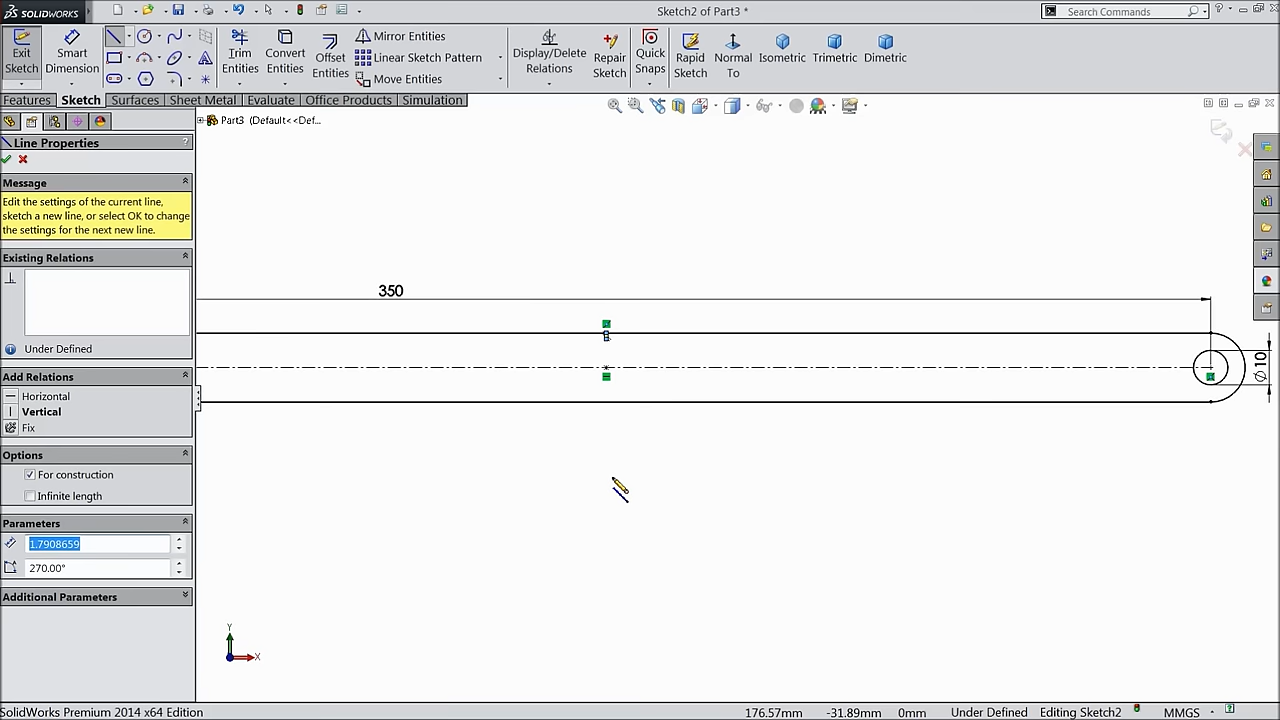 SOLIDWORKS
Sketch2 of Part3 *
Search Commands
Exit Sketch
Smart Dimension
Trim Entities
Convert Entities
Offset Entities
Mirror Entities
Linear Sketch Pattern
Move Entities
Display/Delete Relations
Repair Sketch
Quick Snaps
Rapid Sketch
Normal To
Isometric
Trimetric
Dimetric
Features
Sketch
Surfaces
Sheet Metal
Evaluate
Office Products
Simulation
Part3 (Default<<Def...
Line Properties
?
Message
Edit the settings of the current line,
sketch a new line, or select OK to change
the settings for the next new line.
Existing Relations
Under Defined
Add Relations
Horizontal
Vertical
Fix
Options
For construction
Infinite length
Parameters
1.7908659
270.00°
Additional Parameters
350
Ø 10
Y
X
SolidWorks Premium 2014 x64 Edition
176.57mm
-31.89mm
0mm
Under Defined
Editing Sketch2
MMGS